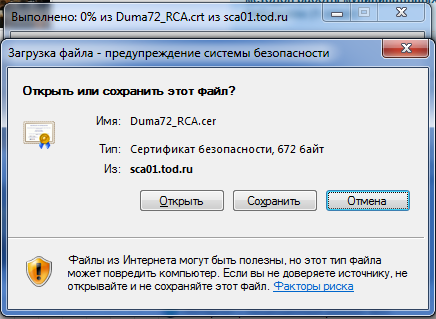 Выполнено: 0% из Duma72_RCA.crt из sca01.tod.ru
Загрузка файла - предупреждение системы безопасности
Открыть или сохранить этот файл?
Имя: Duma72_RCA.cer
Тип: Сертификат безопасности, 672 байт
Из: sca01.tod.ru
Открыть Сохранить Отмена
Файлы из Интернета могут быть полезны, но этот тип файла
может повредить компьютер. Если вы не доверяете источнику, не
открывайте и не сохраняйте этот файл. Факторы риска